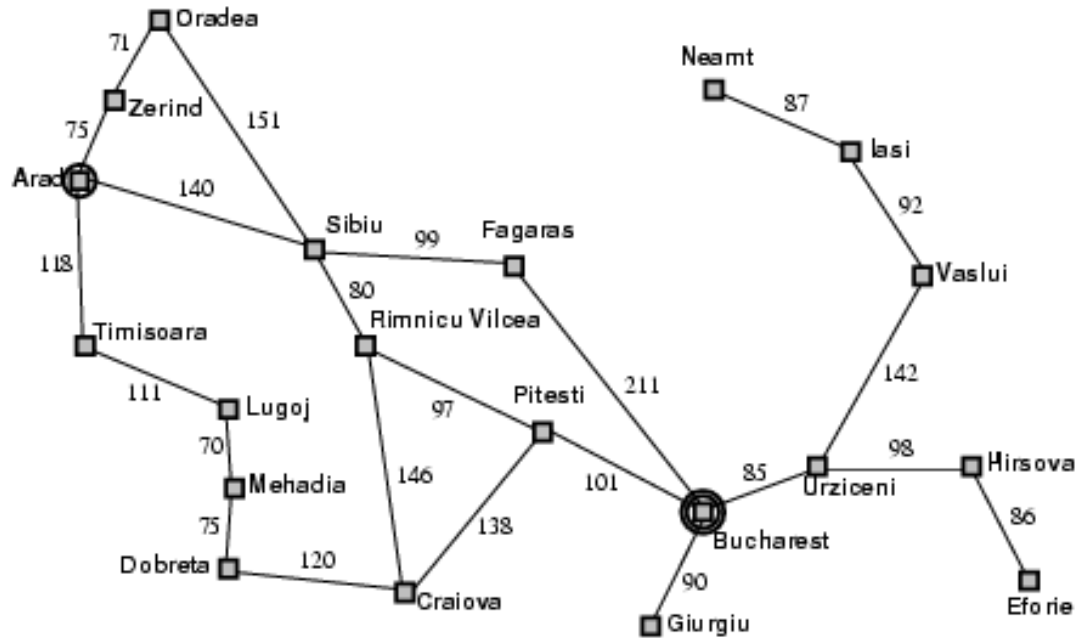 Oradea
71
Neamt
87
Zerind
75
151
Iasi
Arad
140
92
Sibiu
99
Fagaras
118
Vaslui
80
Timisoara
Rimnicu Vilcea
111
Lugoj
97
Pitesti
211
142
70
98
Hirsova
Mehadia
146
101
85
Urziceni
75
138
86
Bucharest
Dobreta
120
90
Craiova
Giurgiu
Eforie